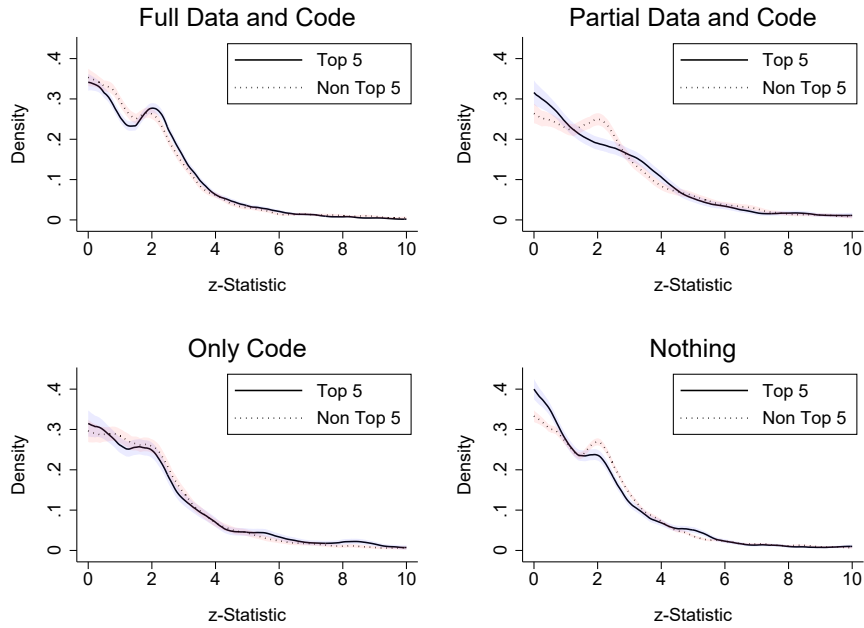 Full Data and Code
Density
0 .1 .2 .3 .4
Top 5
Non Top 5
0 2 4 6 8 10
z-Statistic
Partial Data and Code
Density
0 .1 .2 .3 .4
Top 5
Non Top 5
0 2 4 6 8 10
z-Statistic
Only Code
Density
0 .1 .2 .3 .4
Top 5
Non Top 5
0 2 4 6 8 10
z-Statistic
Nothing
Density
0 .1 .2 .3 .4
Top 5
Non Top 5
0 2 4 6 8 10
z-Statistic